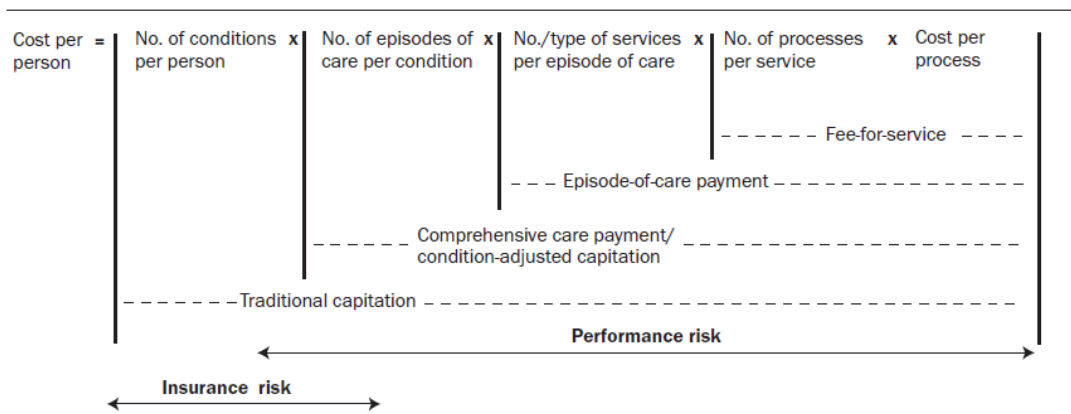 Cost per = No. of conditions x No. of episodes of x No./type of services x No. of processes x Cost per
person per person care per condition per episode of care per service process
Fee-for-service
Episode-of-care payment
Comprehensive care payment/
condition-adjusted capitation
Traditional capitation
Performance risk
Insurance risk